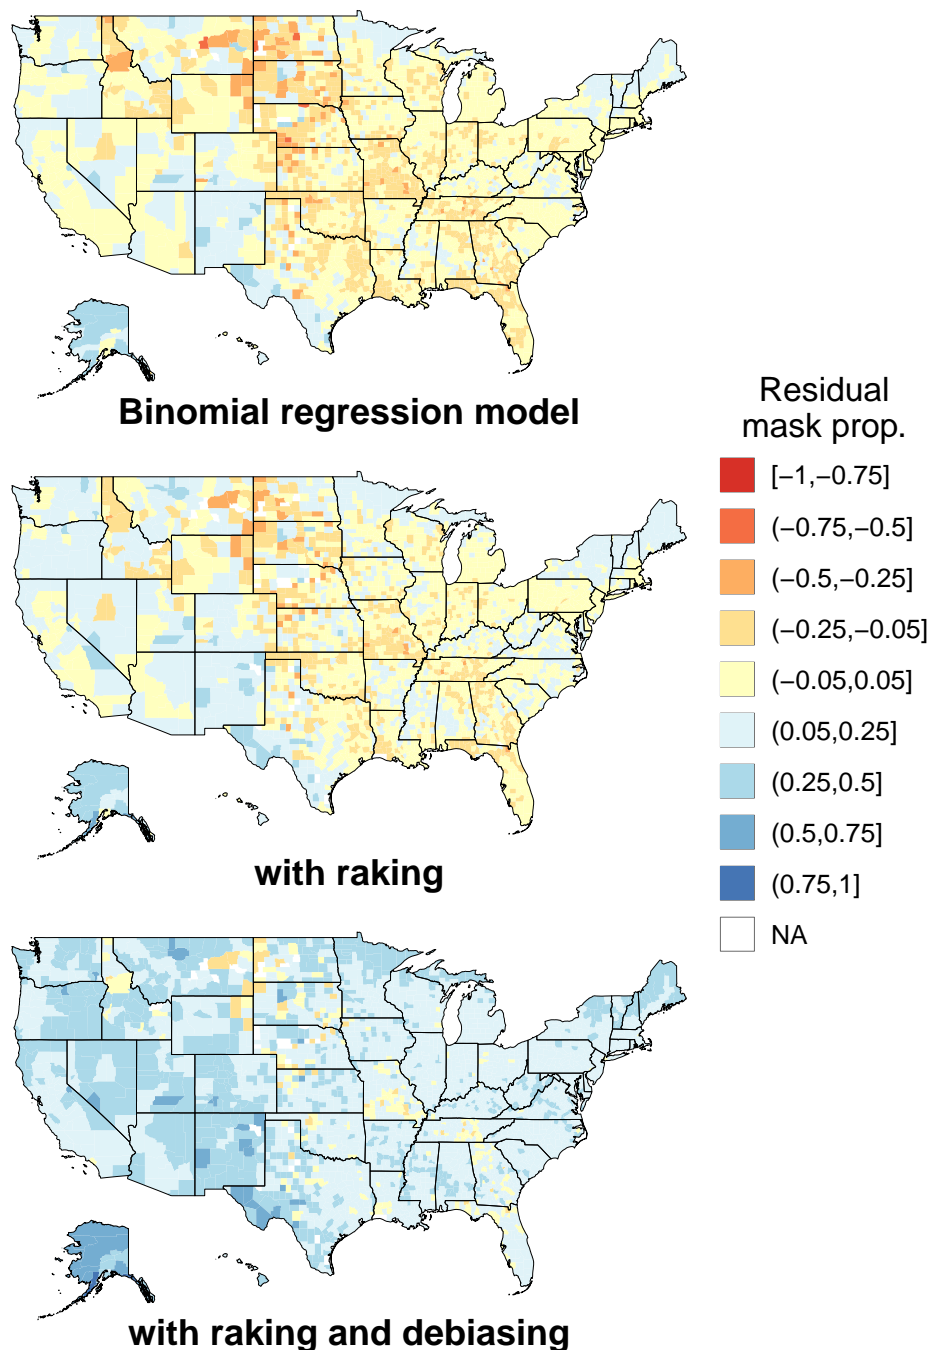 Binomial regression model
with raking
with raking and debiasing
Residual
mask prop.
[−1,−0.75]
(−0.75,−0.5]
(−0.5,−0.25]
(−0.25,−0.05]
(−0.05,0.05]
(0.05,0.25]
(0.25,0.5]
(0.5,0.75]
(0.75,1]
NA